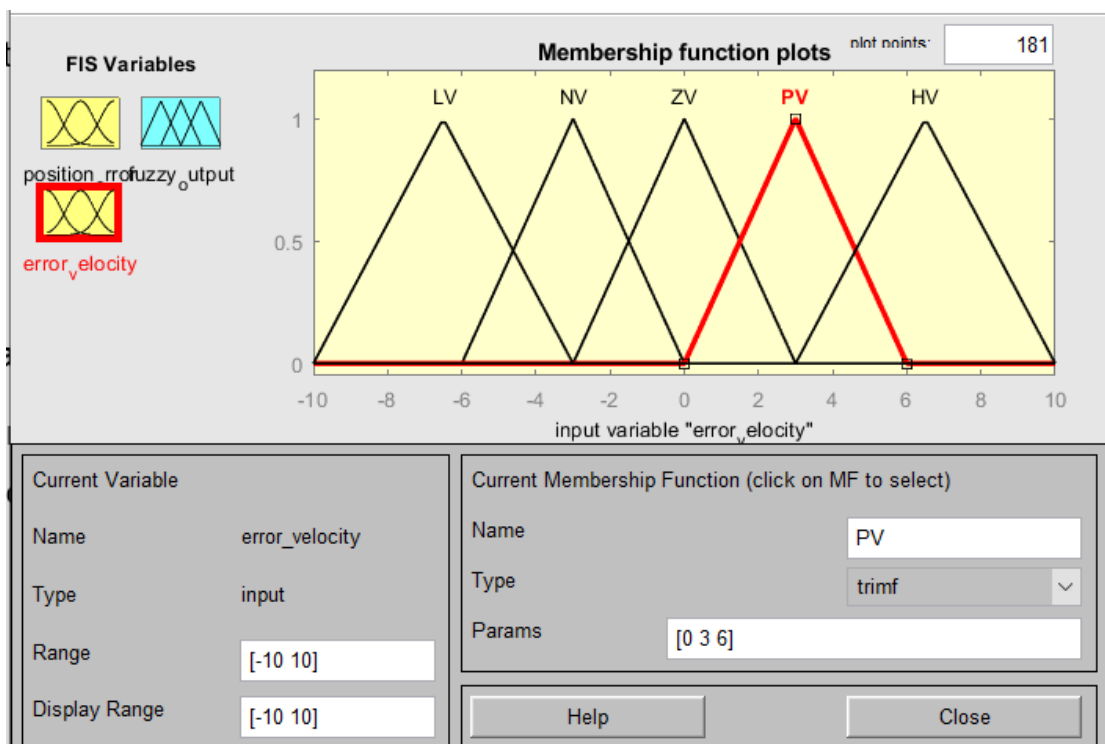 Membership function plots
plot points:
181
FIS Variables
position_rror
fuzzy_output
error_velocity
LV
NV
ZV
PV
HV
1
0.5
0
-10 -8 -6 -4 -2 0 2 4 6 8 10
input variable "error_velocity"
Current Variable
Name error_velocity
Type input
Range [-10 10]
Display Range [-10 10]
Current Membership Function (click on MF to select)
Name PV
Type trimf
Params [0 3 6]
Help Close